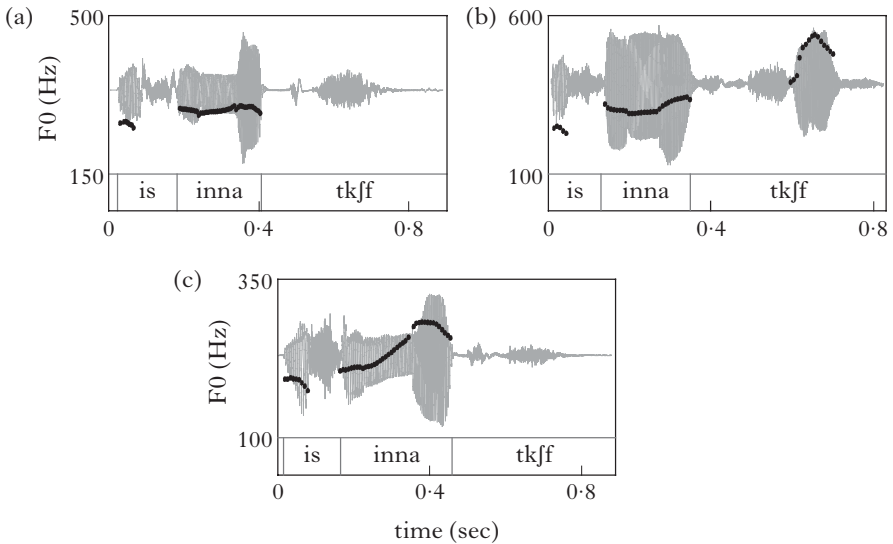 (a)
500
F0 (Hz)
150
is inna tkʃf
0 0·4 0·8
(b)
600
100
is inna tkʃf
0 0·4 0·8
(c)
350
F0 (Hz)
100
is inna tkʃf
0 0·4 0·8
time (sec)